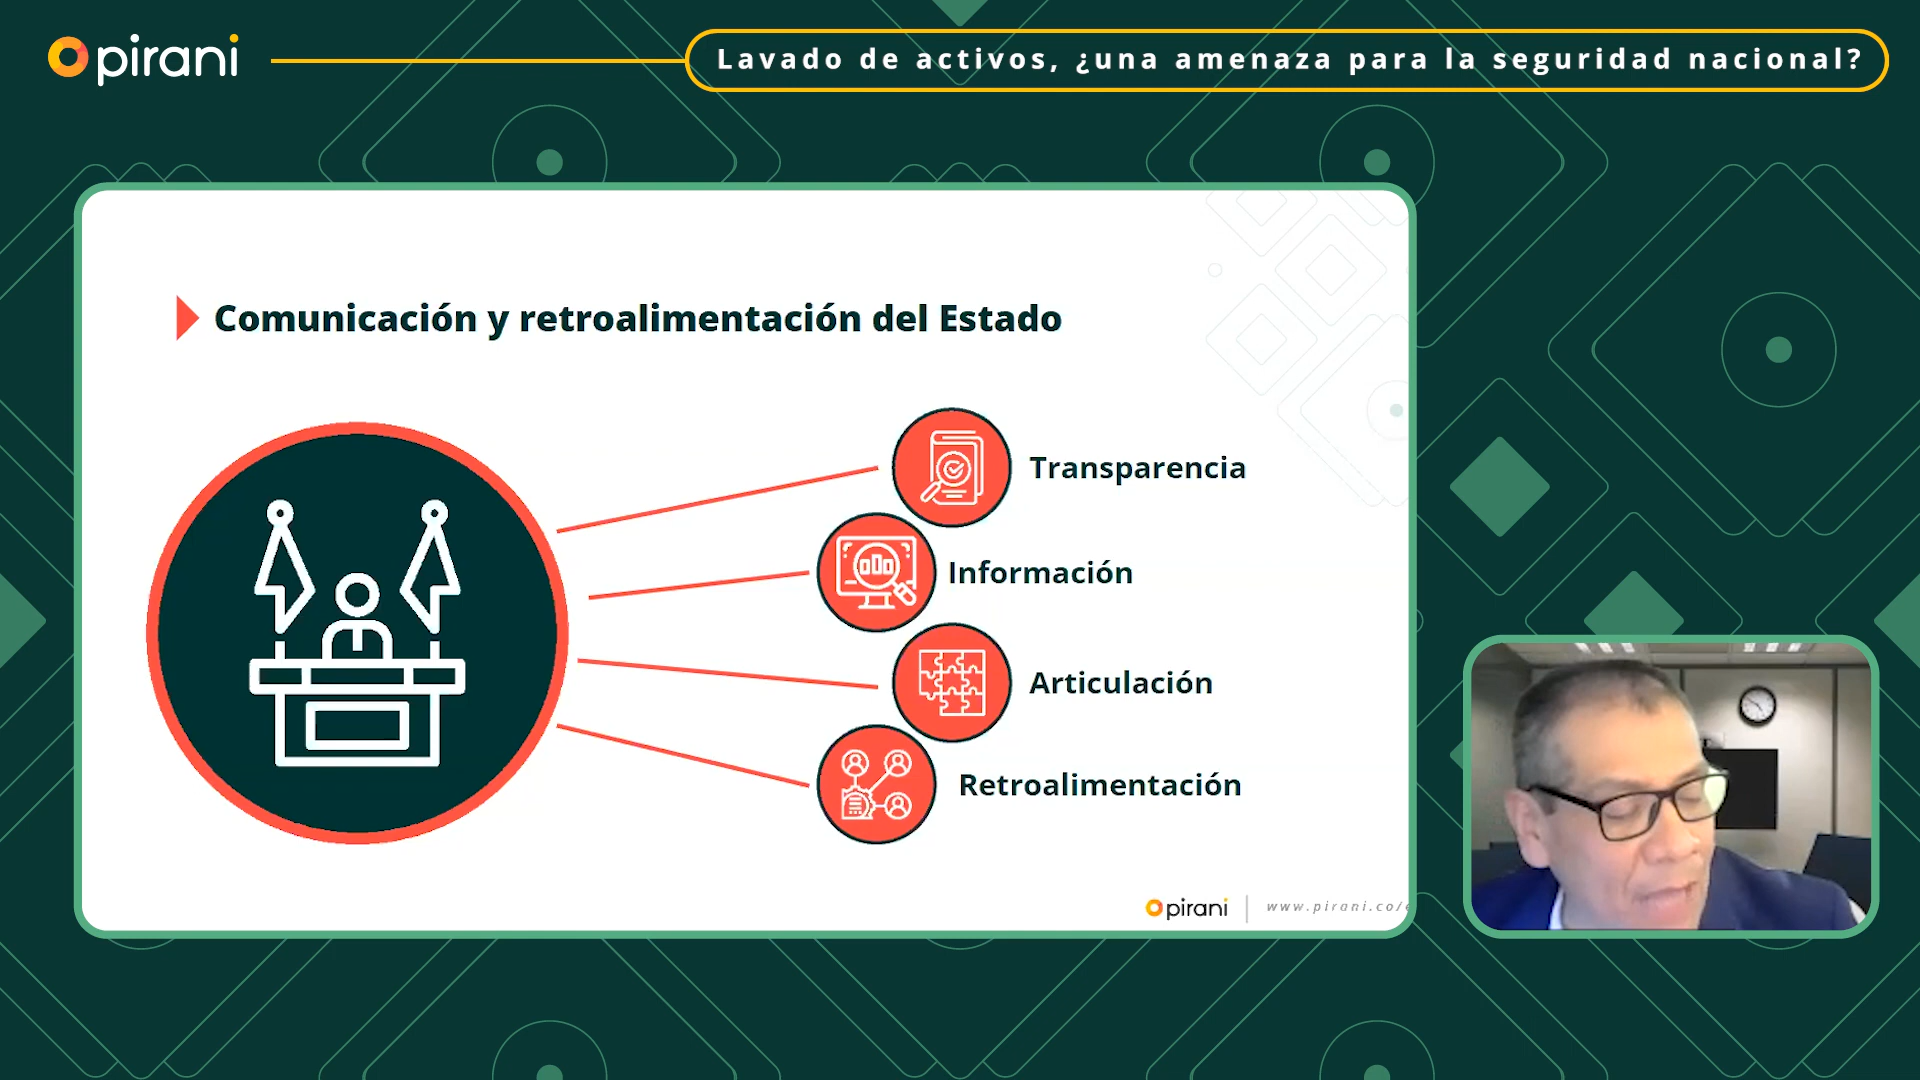 pirani
Lavado de activos, ¿una amenaza para la seguridad nacional?
Comunicación y retroalimentación del Estado
Transparencia
Información
Articulación
Retroalimentación
pirani
www.pirani.co/e